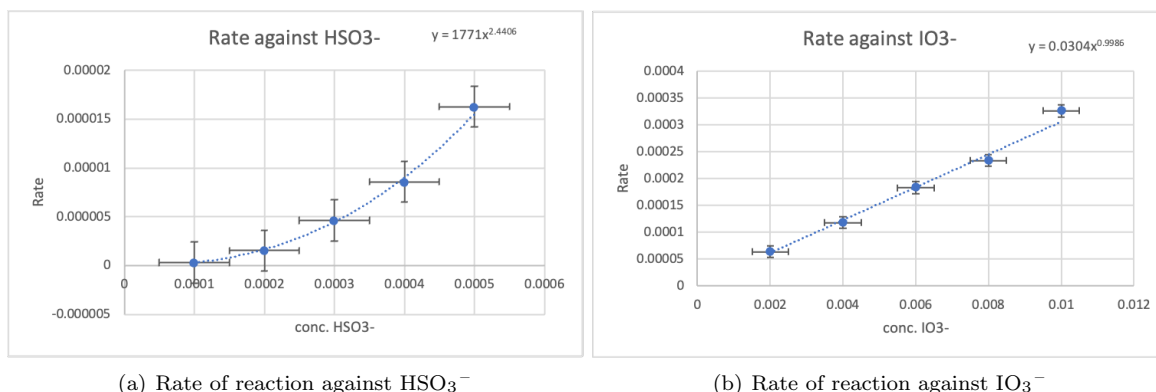 Rate against HSO3-
y = 1771x^2.4406
0.00002
0.000015
0.00001
0.000005
0
-0.000005
0
0.0001
0.0002
0.0003
0.0004
0.0005
0.0006
Rate
conc. HSO3-
(a) Rate of reaction against HSO₃⁻
Rate against IO3-
y = 0.0304x^0.9986
0.0004
0.00035
0.0003
0.00025
0.0002
0.00015
0.0001
0.00005
0
0
0.002
0.004
0.006
0.008
0.01
0.012
Rate
conc. IO3-
(b) Rate of reaction against IO₃⁻